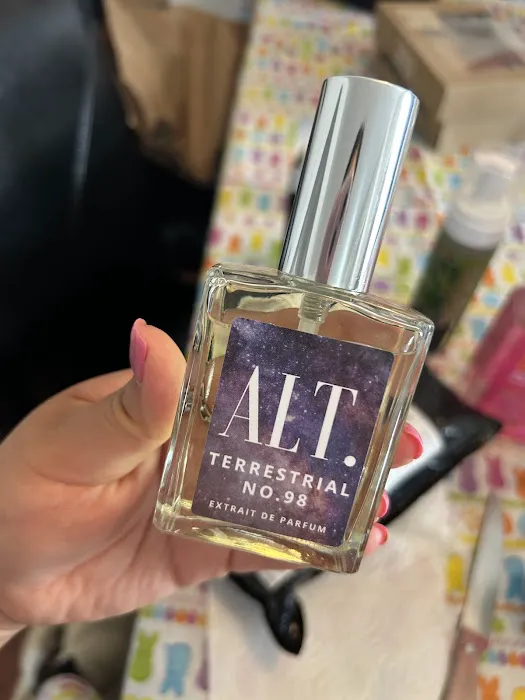 ALT.
TERRESTRIAL
NO.98
EXTRAIT DE PARFUM